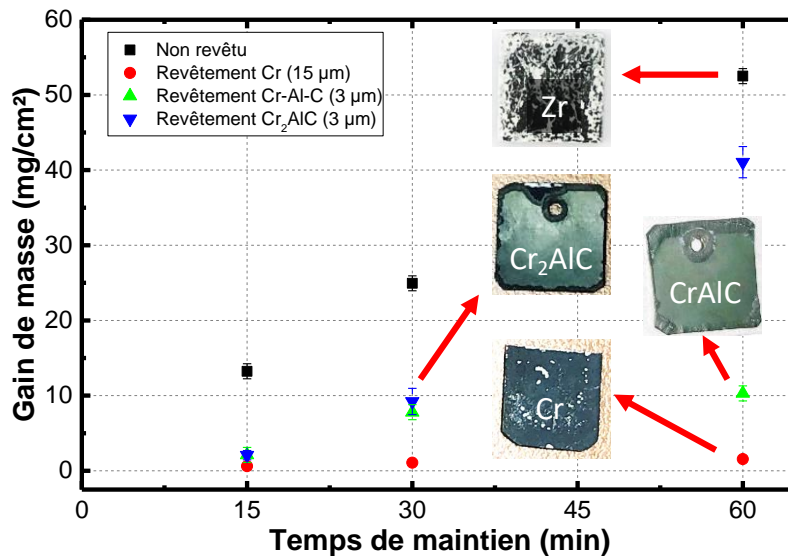 60
50
40
30
20
10
0
Gain de masse (mg/cm²)
Non revêtu
Revêtement Cr (15 µm)
Revêtement Cr-Al-C (3 µm)
Revêtement Cr₂AlC (3 µm)
Zr
Cr₂AlC
CrAlC
Cr
0 15 30 45 60
Temps de maintien (min)